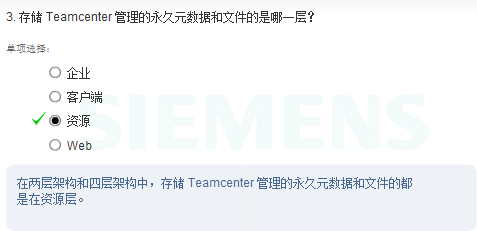 3. 存储 Teamcenter 管理的永久元数据和文件的是哪一层？
单项选择：
企业
客户端
资源
Web
SIEMENS
在两层架构和四层架构中，存储 Teamcenter 管理的永久元数据和文件的都
是在资源层。